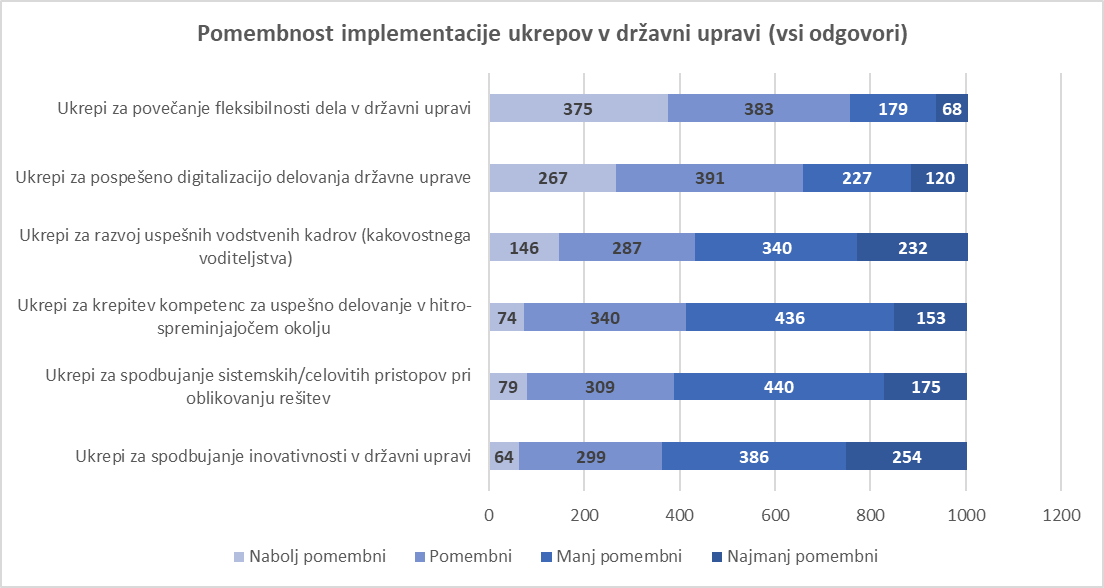 Pomembnost implementacije ukrepov v državni upravi (vsi odgovori)
Ukrepi za povečanje fleksibilnosti dela v državni upravi
375 383 179 68
Ukrepi za pospešeno digitalizacijo delovanja državne uprave
267 391 227 120
Ukrepi za razvoj uspešnih vodstvenih kadrov (kakovostnega
voditeljstva)
146 287 340 232
Ukrepi za krepitev kompetenc za uspešno delovanje v hitro-
spreminjajočem okolju
74 340 436 153
Ukrepi za spodbujanje sistemskih/celovitih pristopov pri
oblikovanju rešitev
79 309 440 175
Ukrepi za spodbujanje inovativnosti v državni upravi
64 299 386 254
0 200 400 600 800 1000 1200
Nabolj pomembni Pomembni Manj pomembni Najmanj pomembni